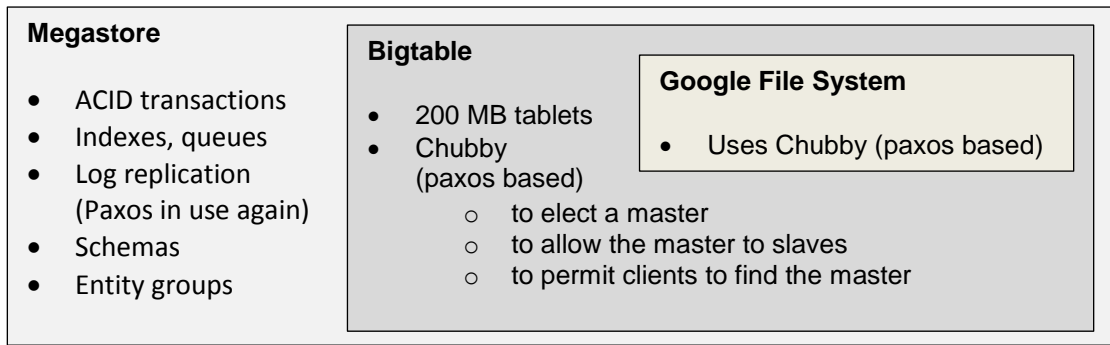 Megastore
• ACID transactions
• Indexes, queues
• Log replication
(Paxos in use again)
• Schemas
• Entity groups
Bigtable
• 200 MB tablets
• Chubby
(paxos based)
o to elect a master
o to allow the master to slaves
o to permit clients to find the master
Google File System
• Uses Chubby (paxos based)